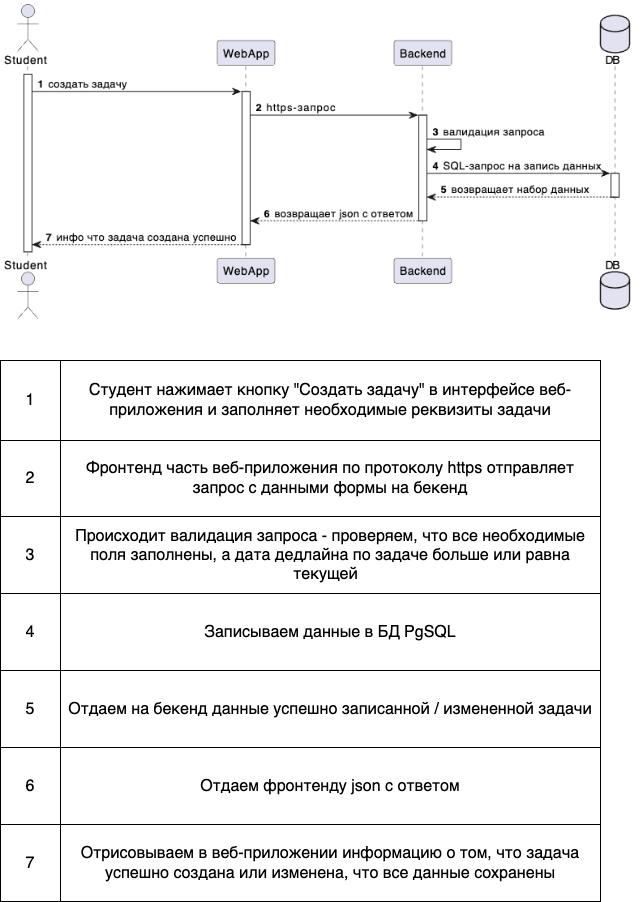 Student
WebApp
Backend
DB
1 создать задачу
2 https-запрос
3 валидация запроса
4 SQL-запрос на запись данных
5 возвращает набор данных
6 возвращает json с ответом
7 инфо что задача создана успешно
Student
WebApp
Backend
DB
1
Студент нажимает кнопку "Создать задачу" в интерфейсе веб-
приложения и заполняет необходимые реквизиты задачи
2
Фронтенд часть веб-приложения по протоколу https отправляет
запрос с данными формы на бекенд
3
Происходит валидация запроса - проверяем, что все необходимые
поля заполнены, а дата дедлайна по задаче больше или равна
текущей
4
Записываем данные в БД PgSQL
5
Отдаем на бекенд данные успешно записанной / измененной задачи
6
Отдаем фронтенду json с ответом
7
Отрисовываем в веб-приложении информацию о том, что задача
успешно создана или изменена, что все данные сохранены